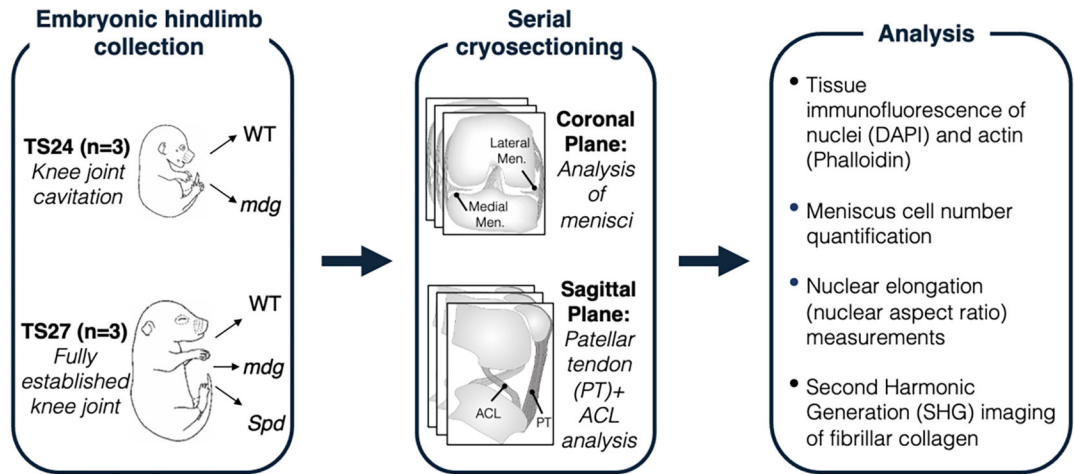 Embryonic hindlimb
collection
TS24 (n=3)
Knee joint
cavitation
WT
mdg
TS27 (n=3)
Fully
established
knee joint
WT
mdg
Spd
Serial
cryosectioning
Lateral
Men.
Medial
Men.
Coronal
Plane:
Analysis
of
menisci
ACL
PT
Sagittal
Plane:
Patellar
tendon
(PT)+
ACL
analysis
Analysis
• Tissue
immunofluorescence of
nuclei (DAPI) and actin
(Phalloidin)
• Meniscus cell number
quantification
• Nuclear elongation
(nuclear aspect ratio)
measurements
• Second Harmonic
Generation (SHG) imaging
of fibrillar collagen